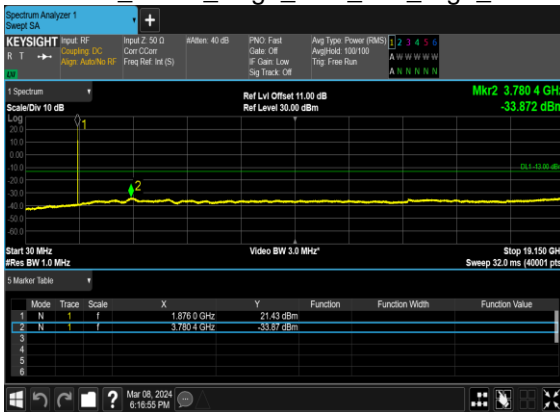 Spectrum Analyzer 1
Swept SA
+
KEYSIGHT Input: RF Input Z: 50 Ω #Atten: 40 dB PNO: Fast Avg Type: Power (RMS) 1 2 3 4 5 6
R T Coupling: DC Corr CCorr Gate: Off Avg|Hold: 100/100 A W W W W W
Align: Auto/No RF Freq Ref: Int (S) IF Gain: Low Trig: Free Run
Sig Track: Off A N N N N N
1 Spectrum Ref Lvl Offset 11.00 dB Mkr2 3.780 4 GHz
Scale/Div 10 dB Ref Level 30.00 dBm -33.872 dBm
Log
1
20.0
10.0
0.00
-10.0
DL1 -13.00 dBm
-20.0
2
-30.0
-40.0
-50.0
-60.0
Start 30 MHz Video BW 3.0 MHz* Stop 19.150 GH
#Res BW 1.0 MHz Sweep 32.0 ms (40001 pts
5 Marker Table
Mode Trace Scale X Y Function Function Width Function Value
1 N 1 f 1.876 0 GHz 21.43 dBm
2 N 1 f 3.780 4 GHz -33.87 dBm
3
4
5
6
? Mar 08, 2024
6:16:55 PM